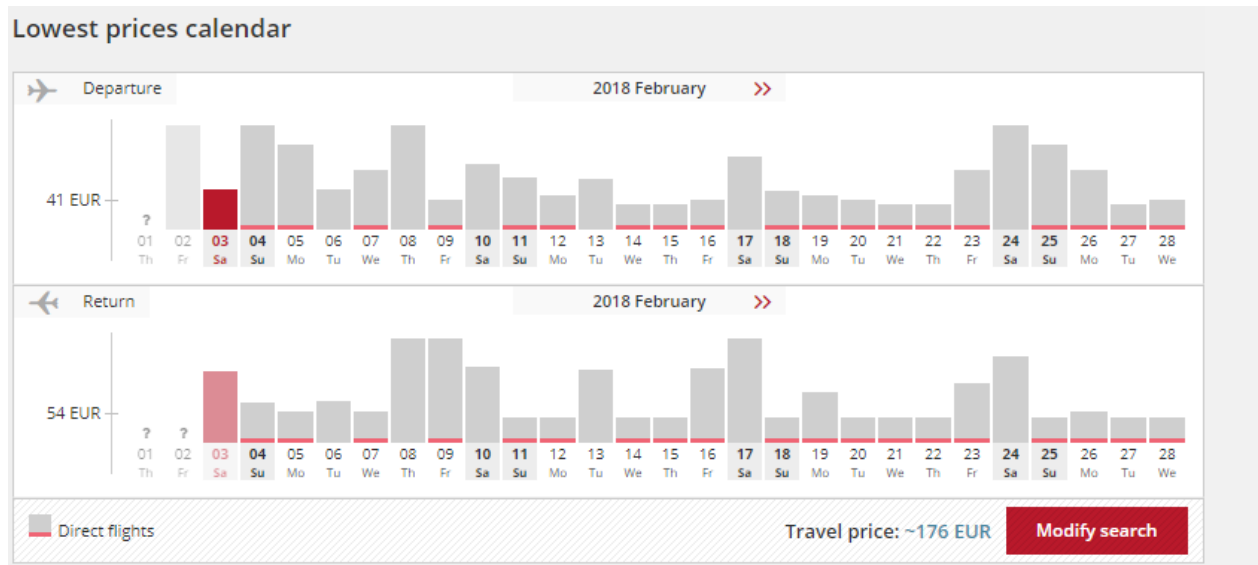 Lowest prices calendar
Departure 2018 February >>
41 EUR
?
01 02 03 04 05 06 07 08 09 10 11 12 13 14 15 16 17 18 19 20 21 22 23 24 25 26 27 28
Th Fr Sa Su Mo Tu We Th Fr Sa Su Mo Tu We Th Fr Sa Su Mo Tu We Th Fr Sa Su Mo Tu We
Return 2018 February >>
54 EUR
? ?
01 02 03 04 05 06 07 08 09 10 11 12 13 14 15 16 17 18 19 20 21 22 23 24 25 26 27 28
Th Fr Sa Su Mo Tu We Th Fr Sa Su Mo Tu We Th Fr Sa Su Mo Tu We Th Fr Sa Su Mo Tu We
Direct flights Travel price: ~176 EUR Modify search